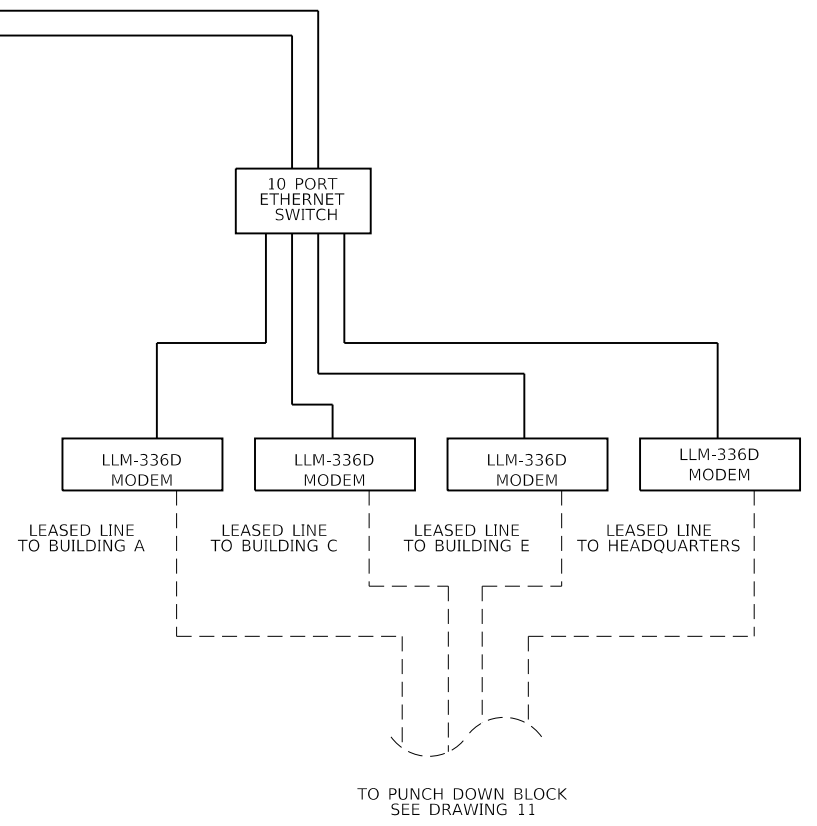 10 PORT
ETHERNET
SWITCH
LLM-336D
MODEM
LLM-336D
MODEM
LLM-336D
MODEM
LLM-336D
MODEM
LEASED LINE
TO BUILDING A
LEASED LINE
TO BUILDING C
LEASED LINE
TO BUILDING E
LEASED LINE
TO HEADQUARTERS
TO PUNCH DOWN BLOCK
SEE DRAWING 11